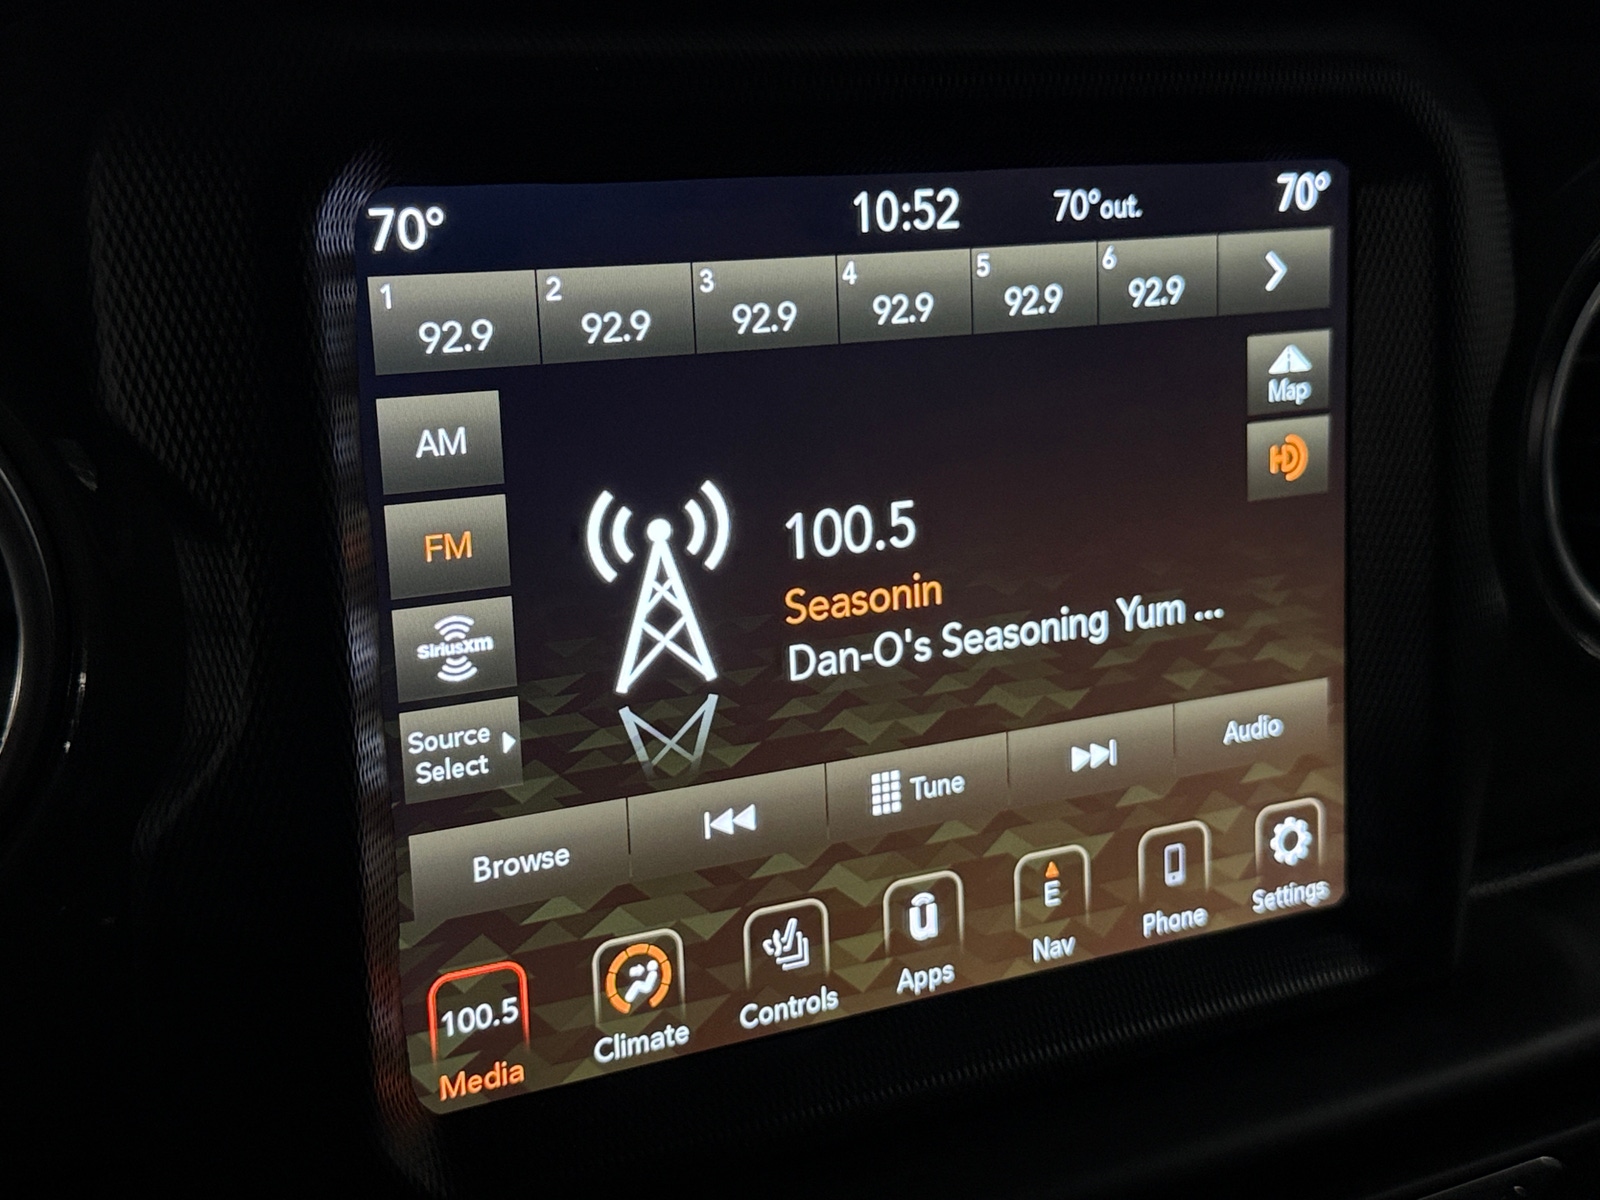 70° 10:52 70°out. 70°
1 2 3 4 5 6
92.9 92.9 92.9 92.9 92.9 92.9
Map
AM
HD
FM
100.5
Seasonin
Dan-O's Seasoning Yum ...
SiriusXm
Source
Select
Browse Tune Audio
100.5 E
Media Climate Controls Apps Nav Phone Settings